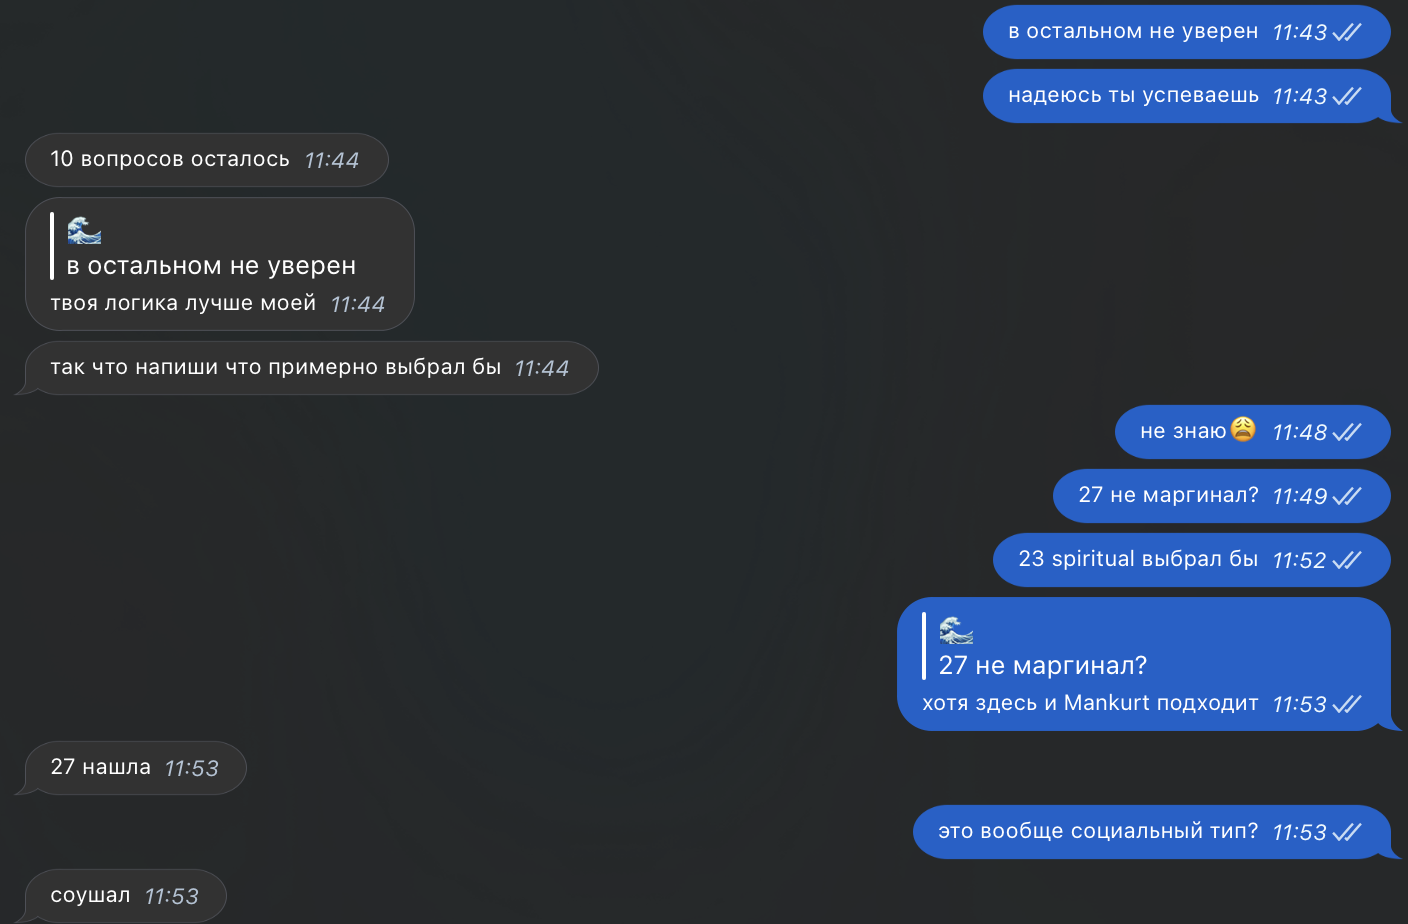 в остальном не уверен 11:43
надеюсь ты успеваешь 11:43
10 вопросов осталось 11:44
🌊
в остальном не уверен
твоя логика лучше моей 11:44
так что напиши что примерно выбрал бы 11:44
не знаю😩 11:48
27 не маргинал? 11:49
23 spiritual выбрал бы 11:52
🌊
27 не маргинал?
хотя здесь и Mankurt подходит 11:53
27 нашла 11:53
это вообще социальный тип? 11:53
соушал 11:53